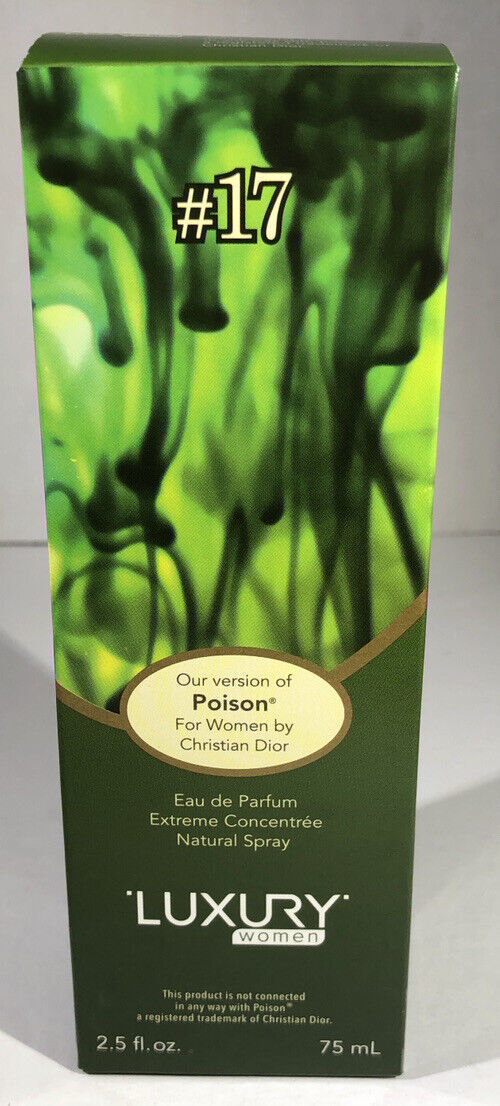 Christian Dior
#17
Our version of
Poison®
For Women by
Christian Dior
Eau de Parfum
Extreme Concentrée
Natural Spray
LUXURY
women
This product is not connected
in any way with Poison®
a registered trademark of Christian Dior.
2.5 fl.oz. 75 mL